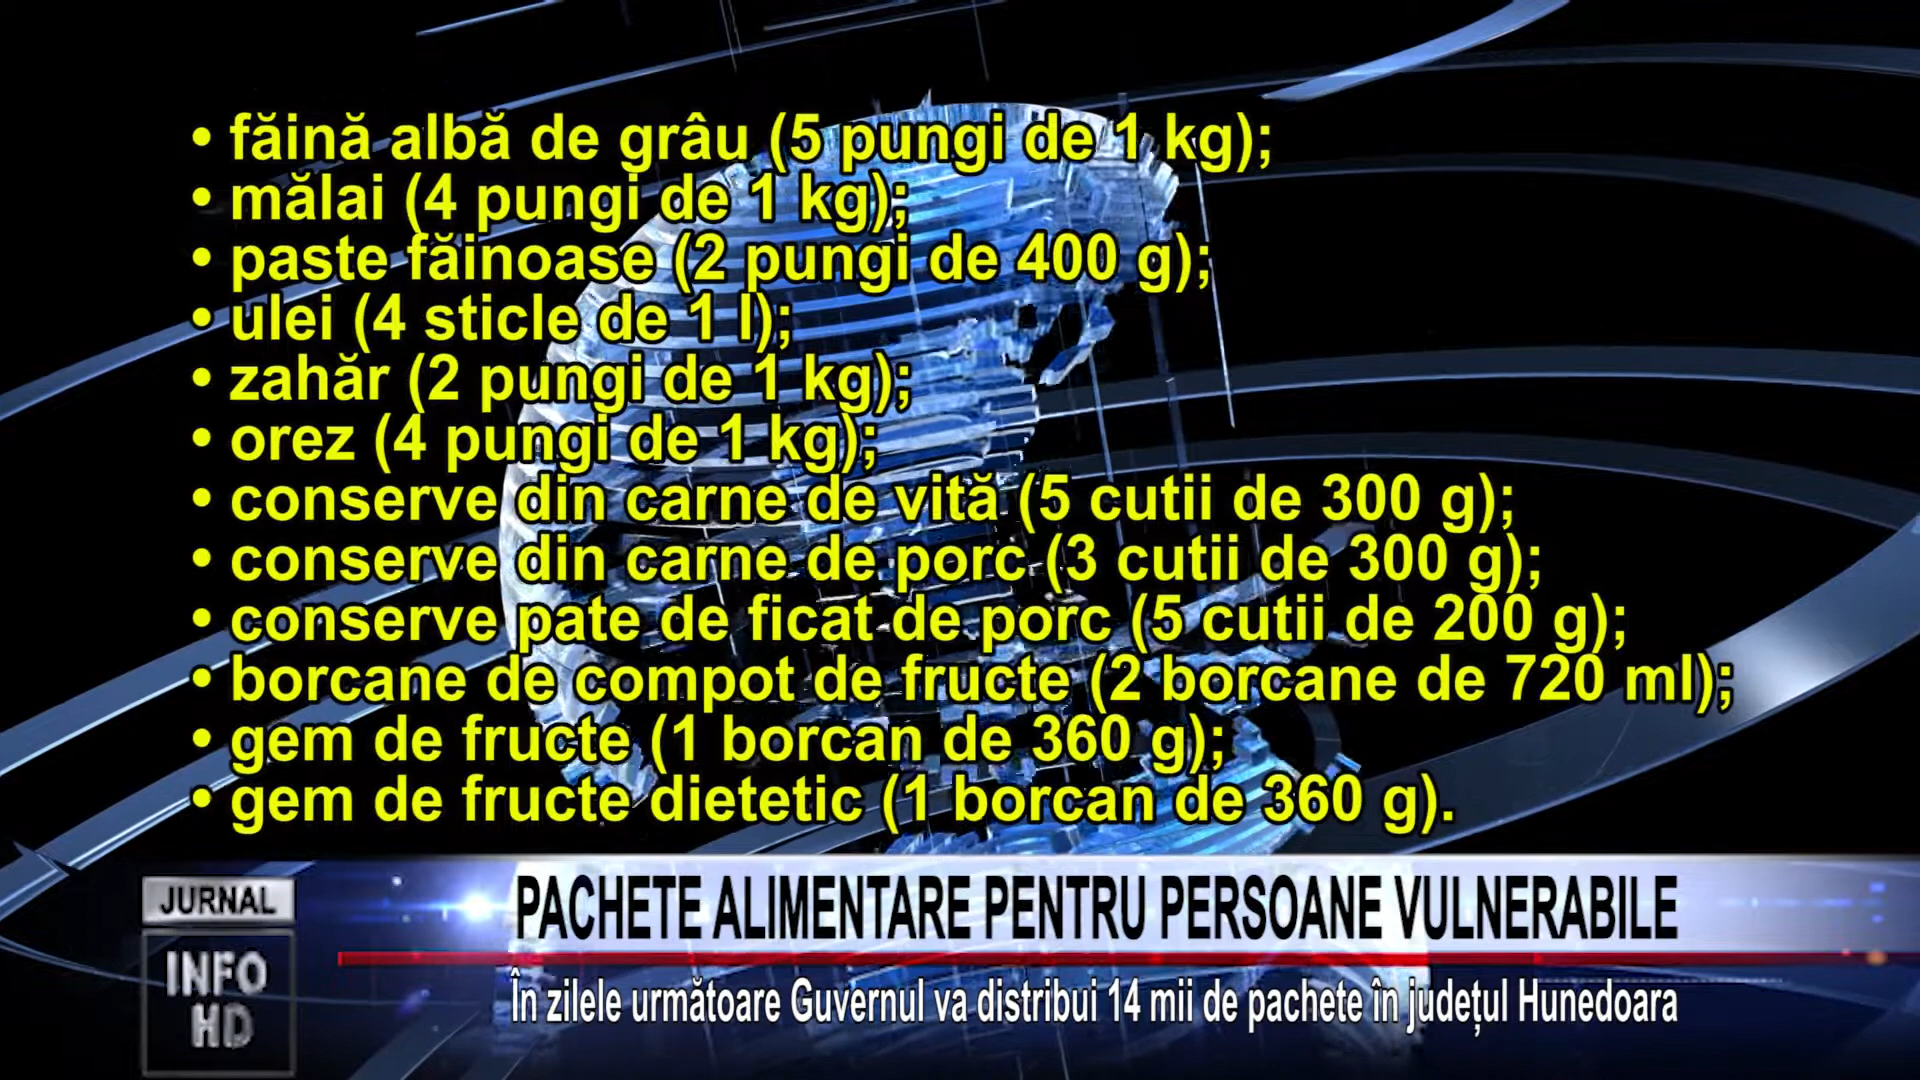 • făină albă de grâu (5 pungi de 1 kg);
• mălai (4 pungi de 1 kg);
• paste făinoase (2 pungi de 400 g);
• ulei (4 sticle de 1 l);
• zahăr (2 pungi de 1 kg);
• orez (4 pungi de 1 kg);
• conserve din carne de vită (5 cutii de 300 g);
• conserve din carne de porc (3 cutii de 300 g);
• conserve pate de ficat de porc (5 cutii de 200 g);
• borcane de compot de fructe (2 borcane de 720 ml);
• gem de fructe (1 borcan de 360 g);
• gem de fructe dietetic (1 borcan de 360 g).
JURNAL
INFO
HD
PACHETE ALIMENTARE PENTRU PERSOANE VULNERABILE
În zilele următoare Guvernul va distribui 14 mii de pachete în județul Hunedoara